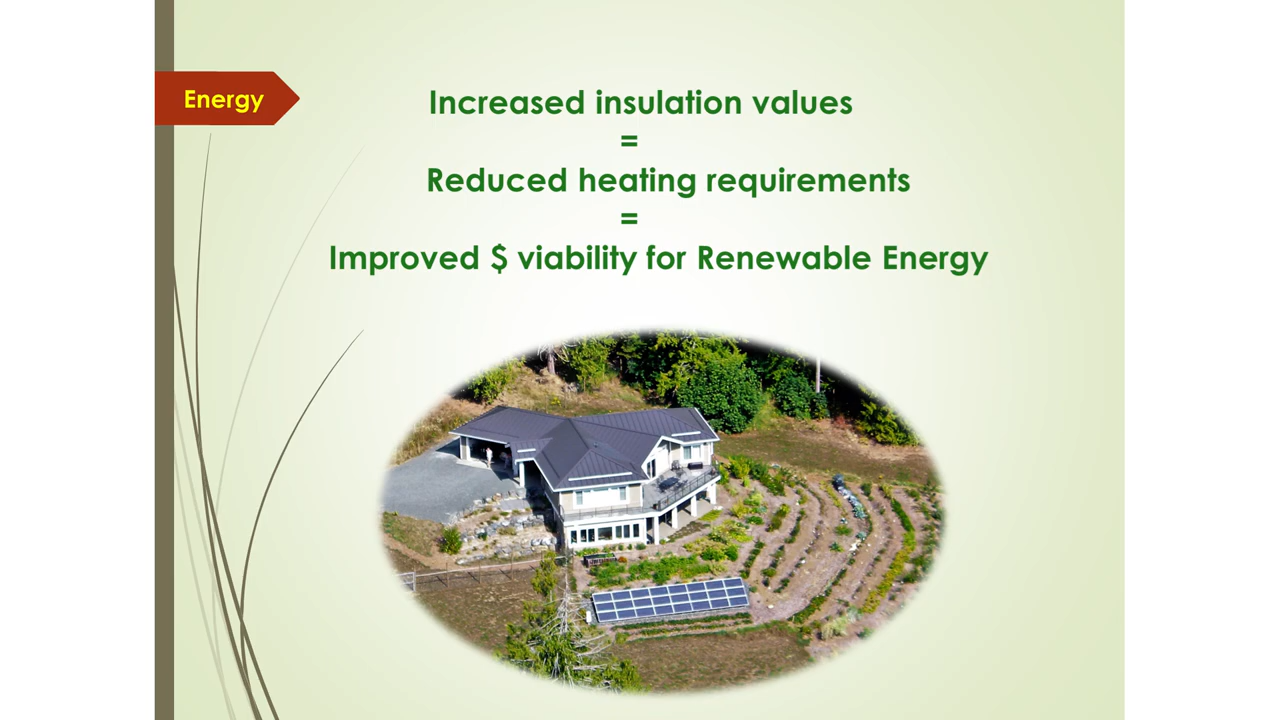 Energy
Increased insulation values
=
Reduced heating requirements
=
Improved $ viability for Renewable Energy